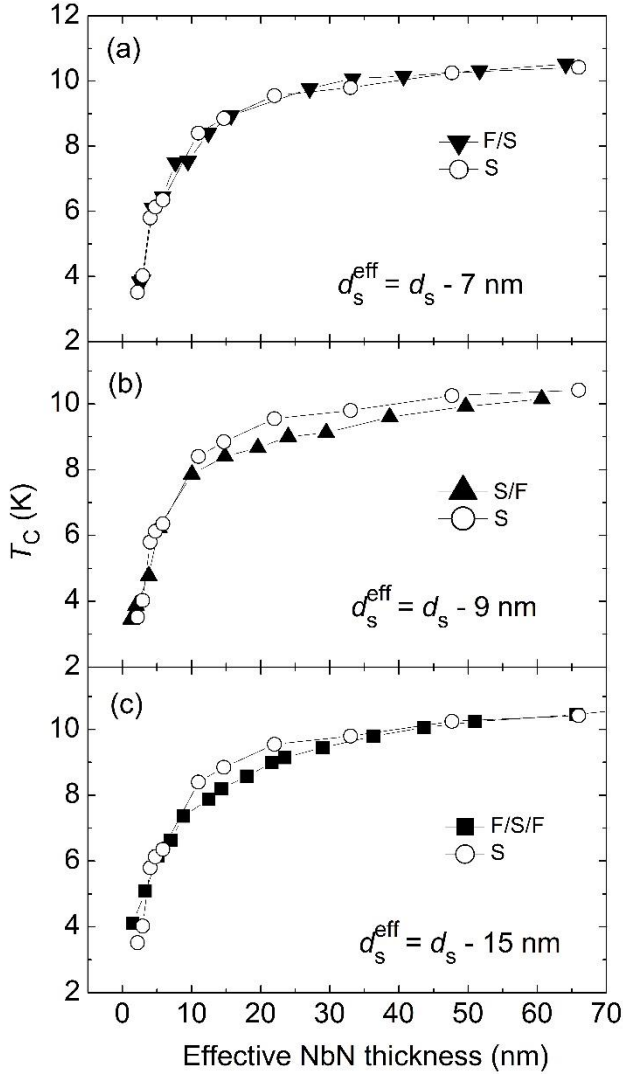 12
(a)
10
8
F/S
S
6
4
d_s^eff = d_s - 7 nm
2
(b)
10
8
S/F
S
6
4
d_s^eff = d_s - 9 nm
2
T_C (K)
(c)
10
8
F/S/F
S
6
4
d_s^eff = d_s - 15 nm
2
0 10 20 30 40 50 60 70
Effective NbN thickness (nm)